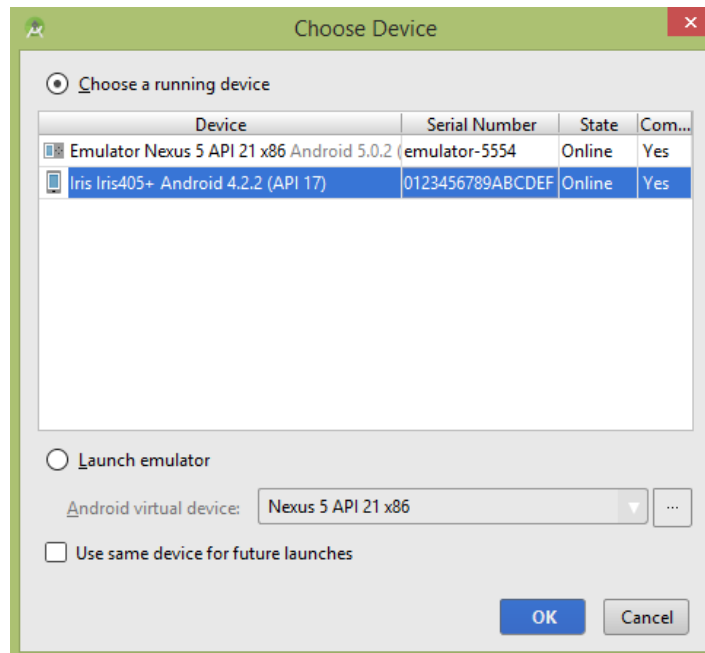 Choose Device
Choose a running device
Device Serial Number State Com...
Emulator Nexus 5 API 21 x86 Android 5.0.2 ( emulator-5554 Online Yes
Iris Iris405+ Android 4.2.2 (API 17) 0123456789ABCDEF Online Yes
Launch emulator
Android virtual device: Nexus 5 API 21 x86 ...
Use same device for future launches
OK Cancel